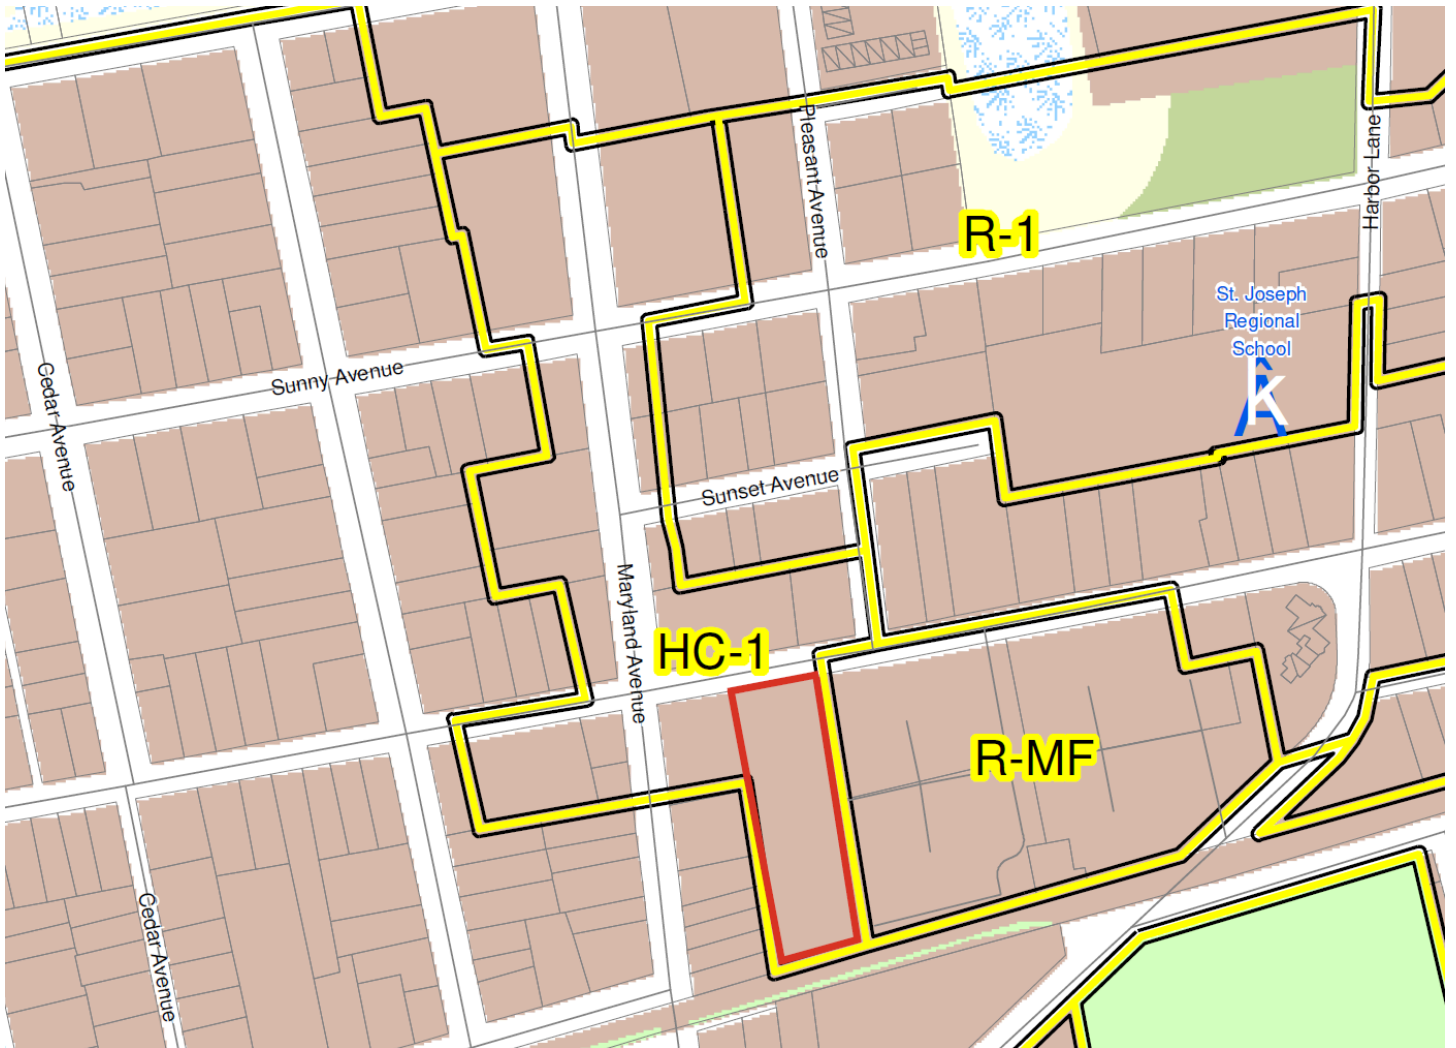 Pleasant Avenue
Harbor Lane
R-1
St. Joseph
Regional
School
K
Cedar Avenue
Sunny Avenue
Sunset Avenue
Maryland Avenue
HC-1
R-MF
Cedar Avenue